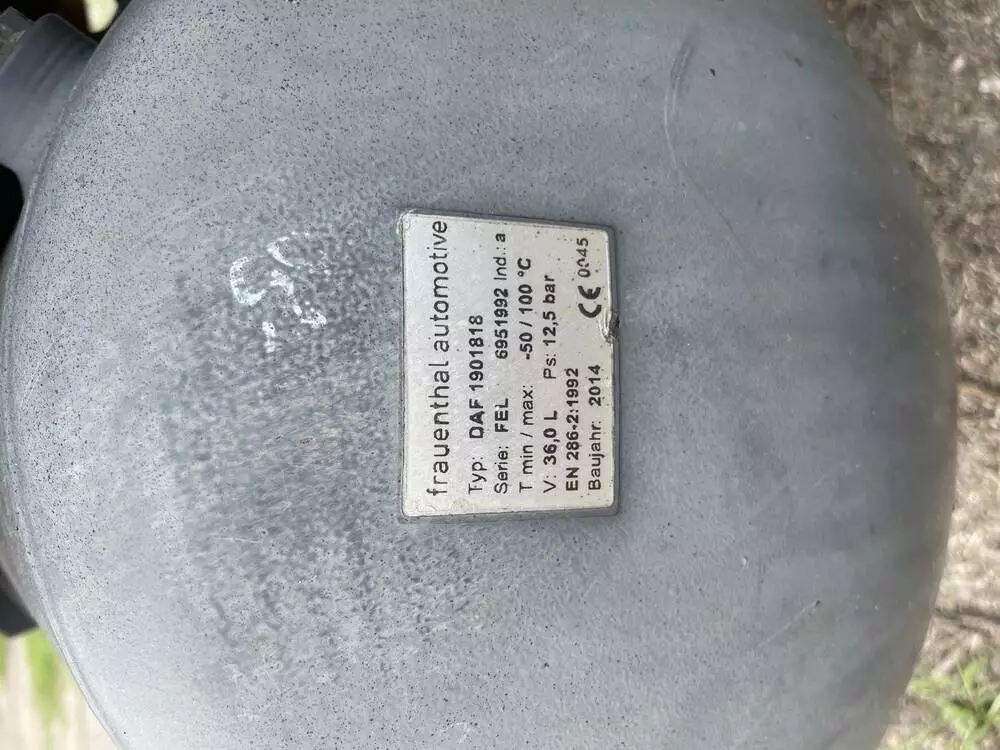 frauenthal automotive
Typ: DAF 1901818
Serie: FEL 6951992 Ind.: a
T min / max: -50 / 100 °C
V: 36,0 L Ps: 12,5 bar
EN 286-2:1992
Baujahr: 2014 CE 0045